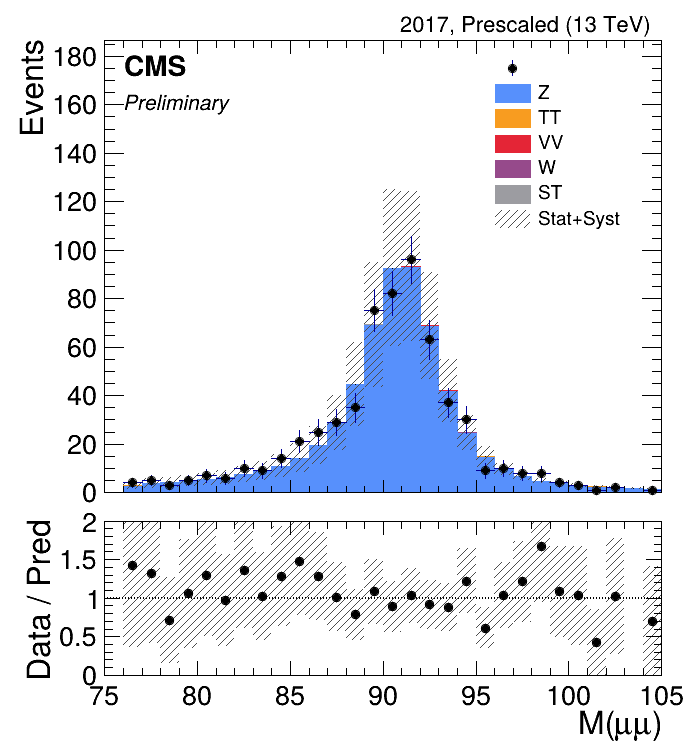 2017, Prescaled (13 TeV)
Events
180
160
140
120
100
80
60
40
20
0
CMS
Preliminary
Z
TT
VV
W
ST
Stat+Syst
Data / Pred
2
1.5
1
0.5
0
75 80 85 90 95 100 105
M(μμ)